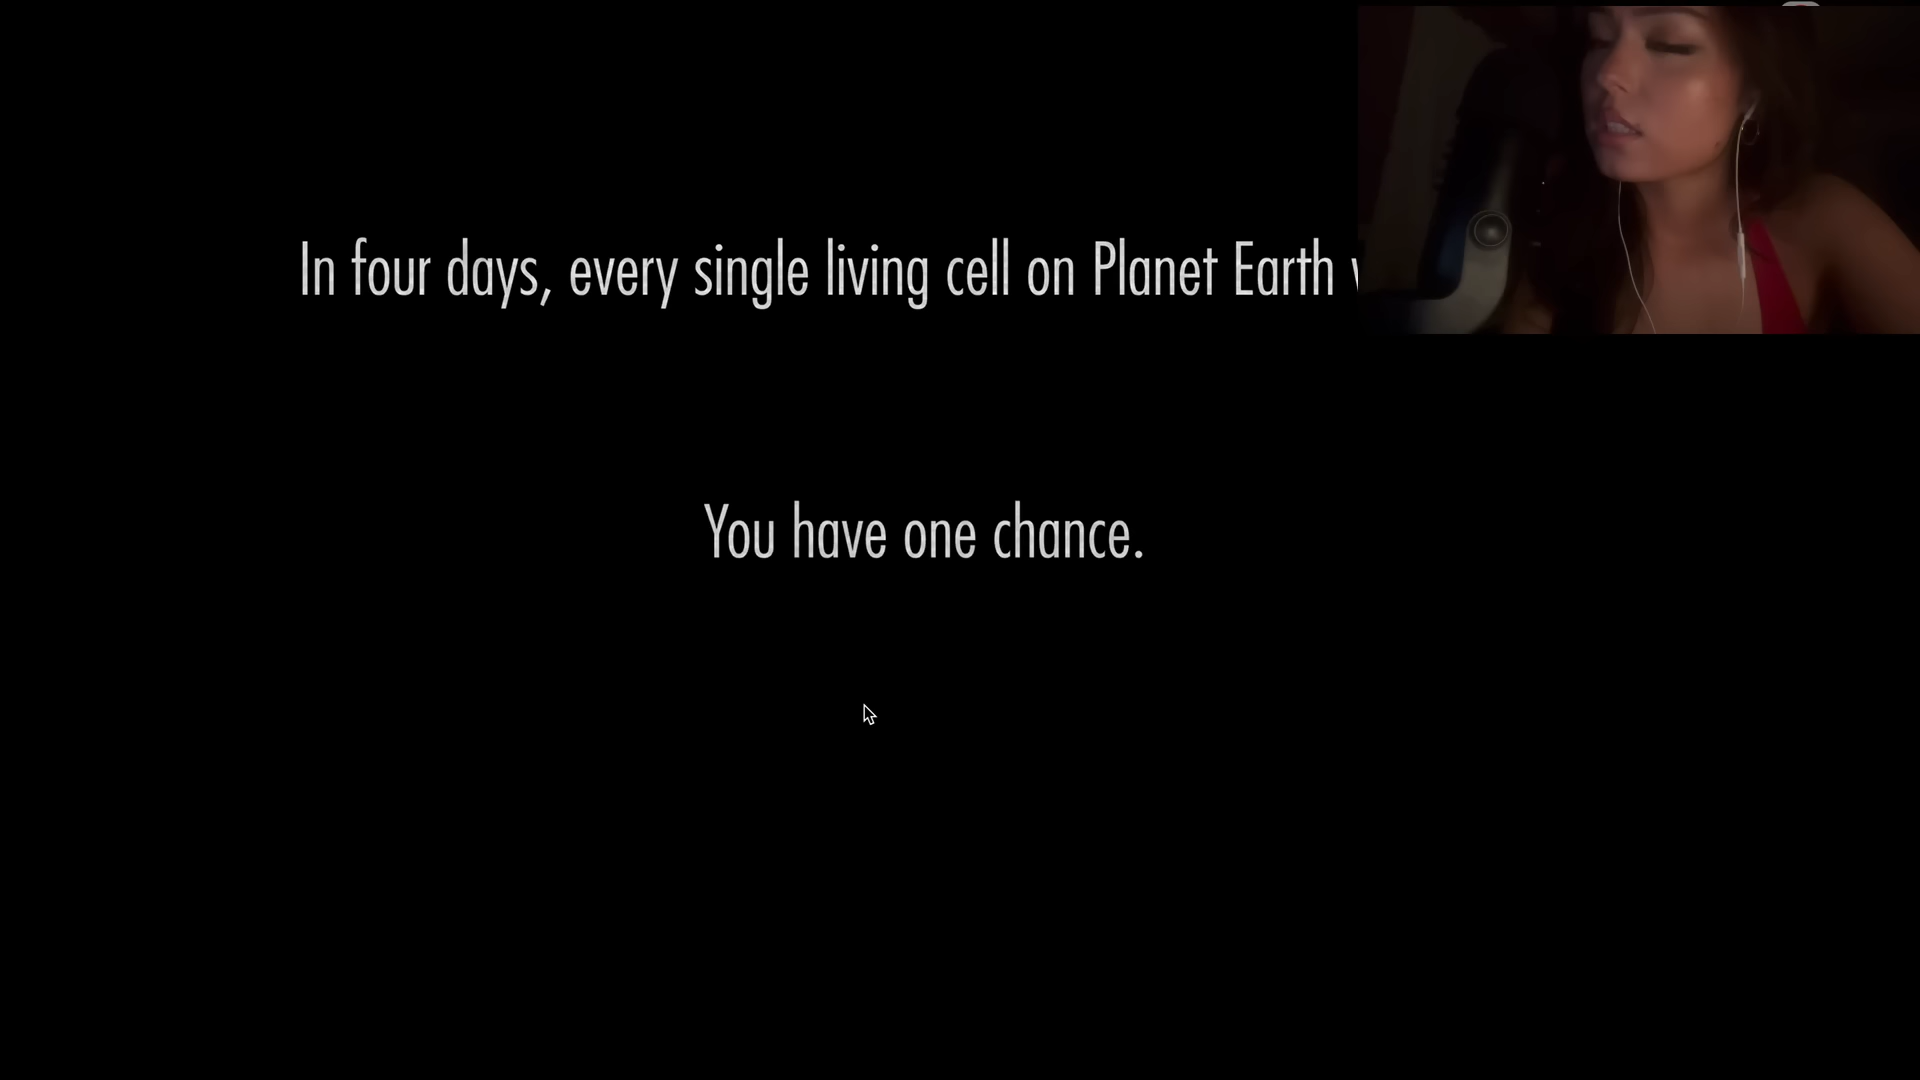 In four days, every single living cell on Planet Earth
You have one chance.